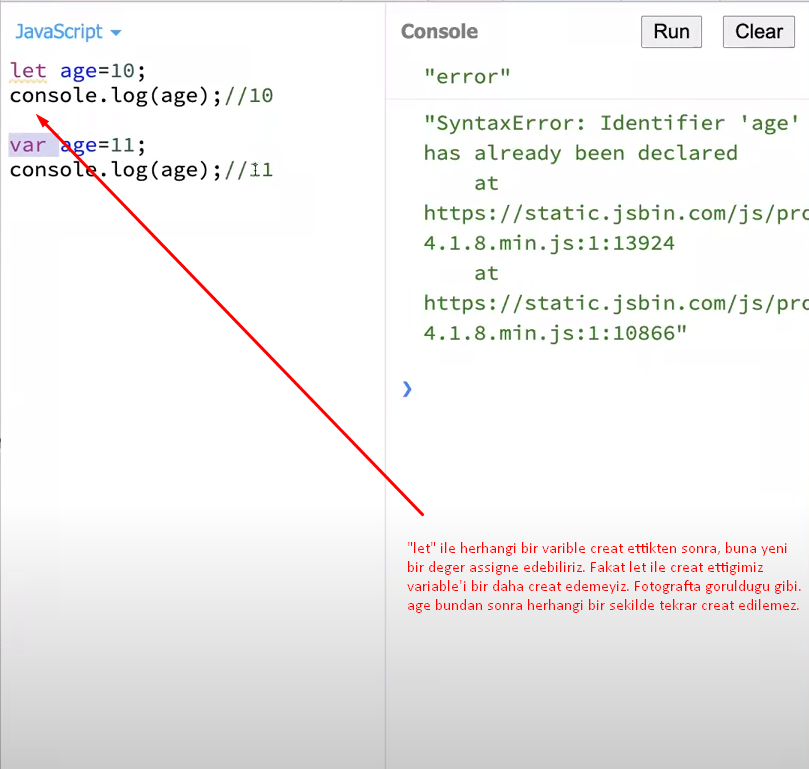 JavaScript
let age=10;
console.log(age);//10
var age=11;
console.log(age);//11
Console
Run
Clear
"error"
"SyntaxError: Identifier 'age'
has already been declared
at
https://static.jsbin.com/js/pro
4.1.8.min.js:1:13924
at
https://static.jsbin.com/js/pro
4.1.8.min.js:1:10866"
❯
"let" ile herhangi bir varible creat ettikten sonra, buna yeni
bir deger assigne edebiliriz. Fakat let ile creat ettigimiz
variable'i bir daha creat edemeyiz. Fotografta goruldugu gibi.
age bundan sonra herhangi bir sekilde tekrar creat edilemez.